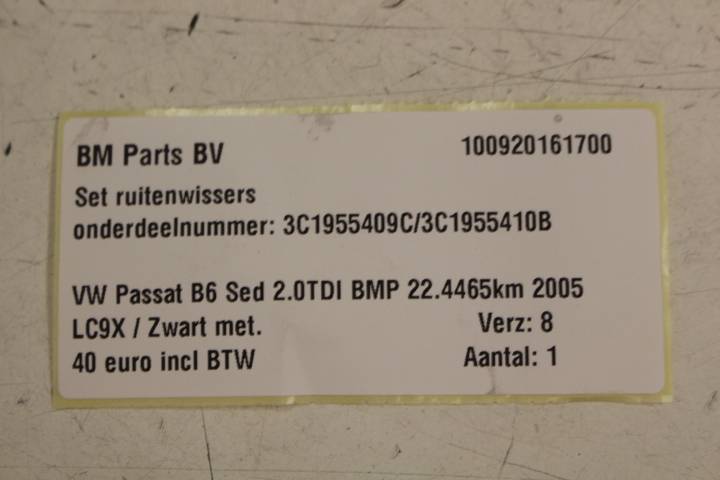 BM Parts BV 100920161700
Set ruitenwissers
onderdeelnummer: 3C1955409C/3C1955410B
VW Passat B6 Sed 2.0TDI BMP 22.4465km 2005
LC9X / Zwart met. Verz: 8
40 euro incl BTW Aantal: 1